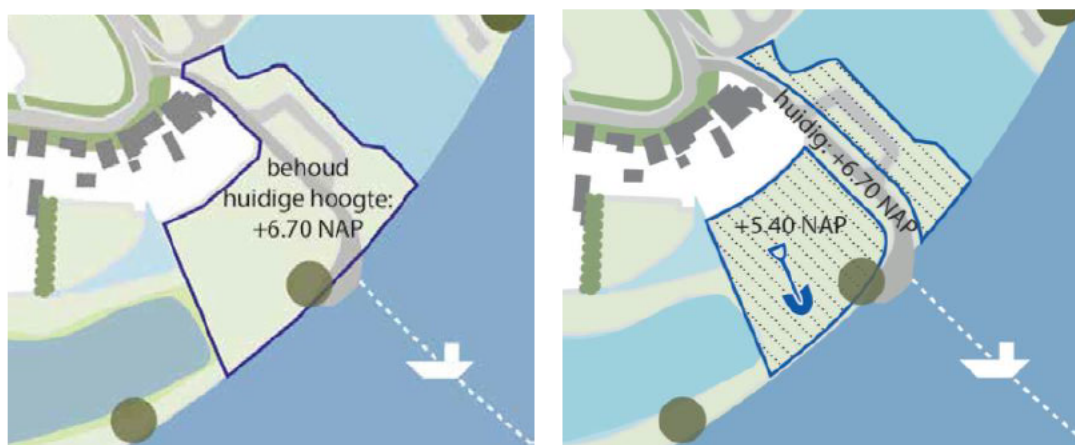 behoud
huidige hoogte:
+6.70 NAP
huidig: +6.70 NAP
+5.40 NAP